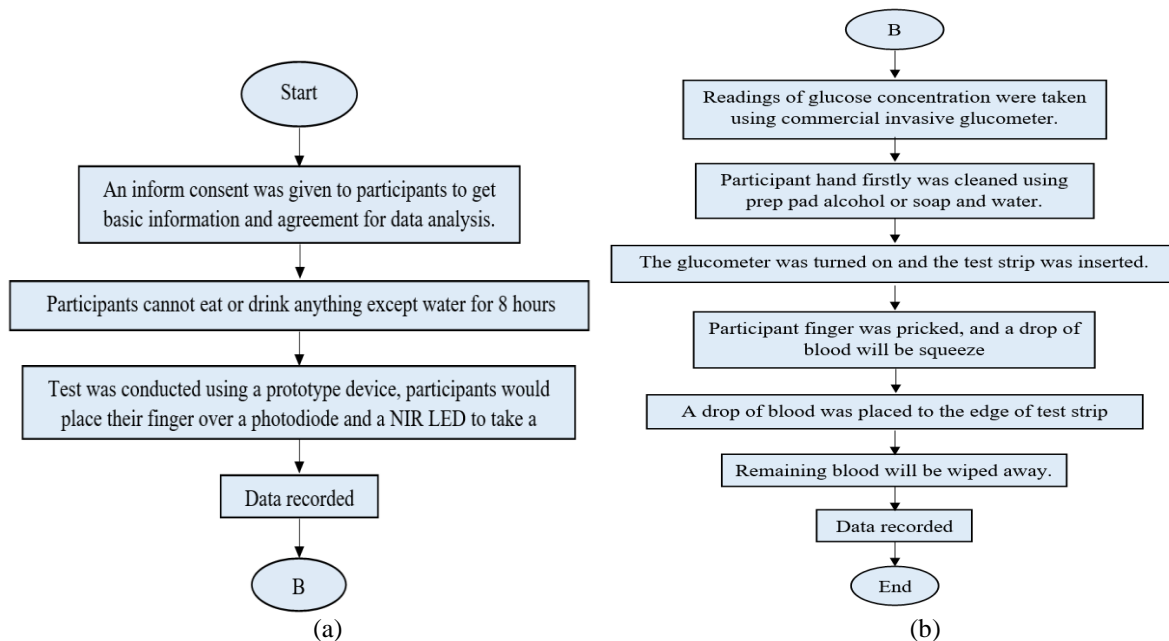 Start
An inform consent was given to participants to get
basic information and agreement for data analysis.
Participants cannot eat or drink anything except water for 8 hours
Test was conducted using a prototype device, participants would
place their finger over a photodiode and a NIR LED to take a
Data recorded
B
(a)
B
Readings of glucose concentration were taken
using commercial invasive glucometer.
Participant hand firstly was cleaned using
prep pad alcohol or soap and water.
The glucometer was turned on and the test strip was inserted.
Participant finger was pricked, and a drop of
blood will be squeeze
A drop of blood was placed to the edge of test strip
Remaining blood will be wiped away.
Data recorded
End
(b)